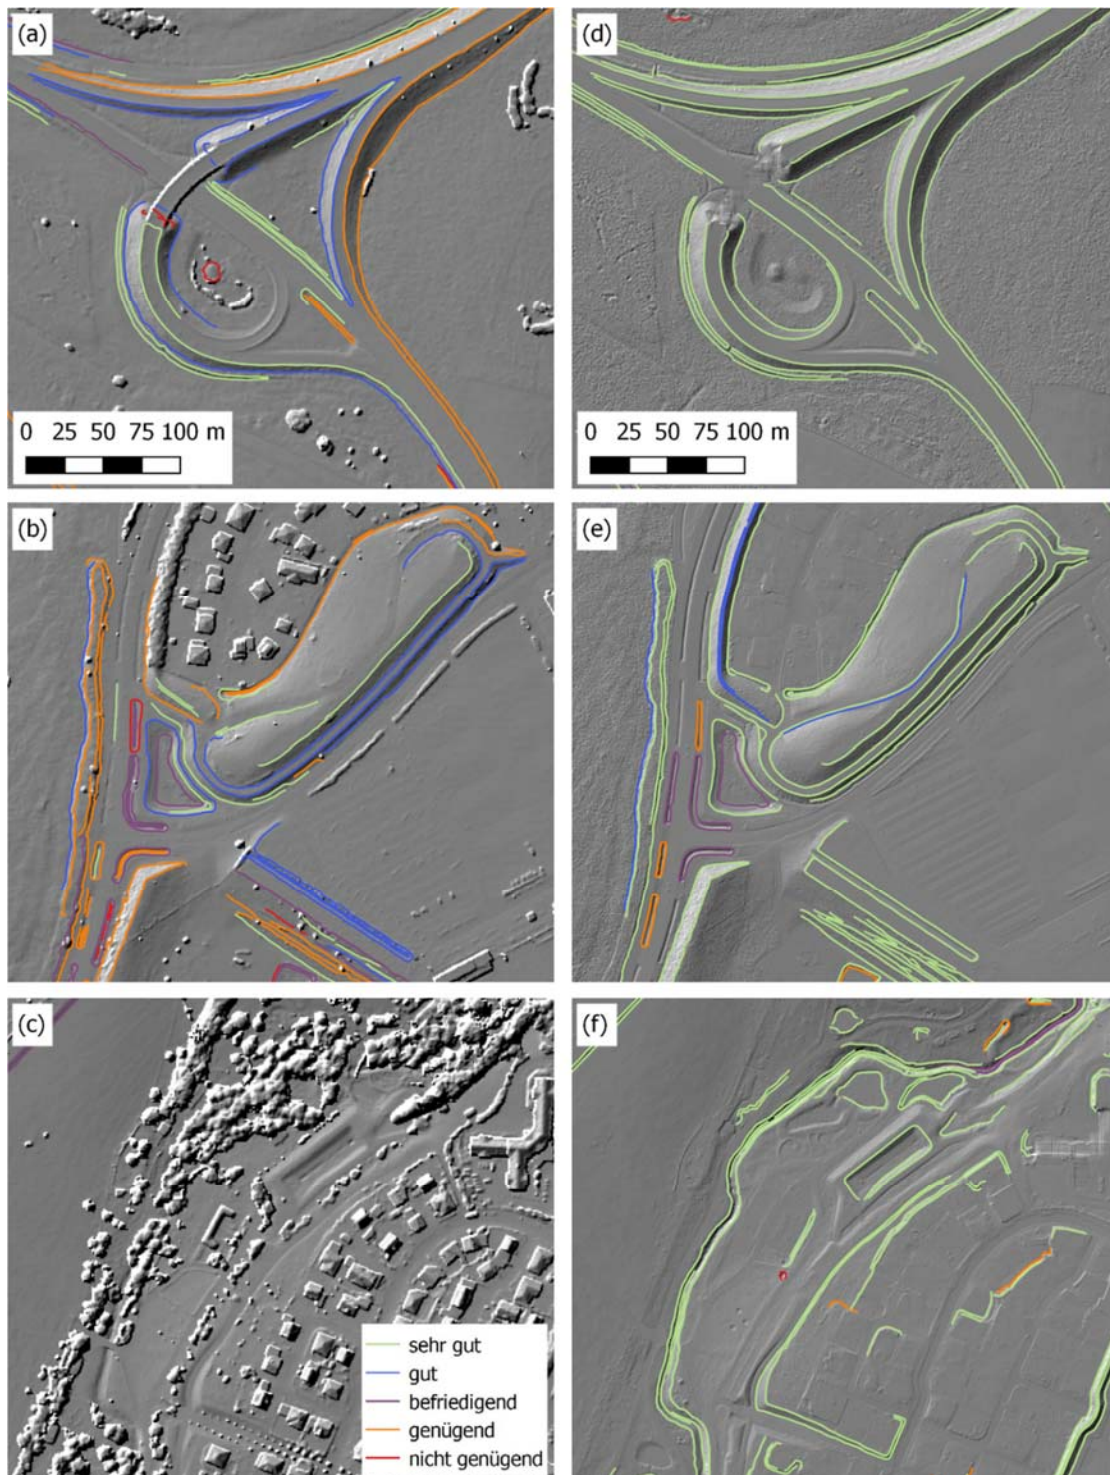 (a)
0 25 50 75 100 m
(d)
0 25 50 75 100 m
(b)
(e)
(c)
sehr gut
gut
befriedigend
genügend
nicht genügend
(f)